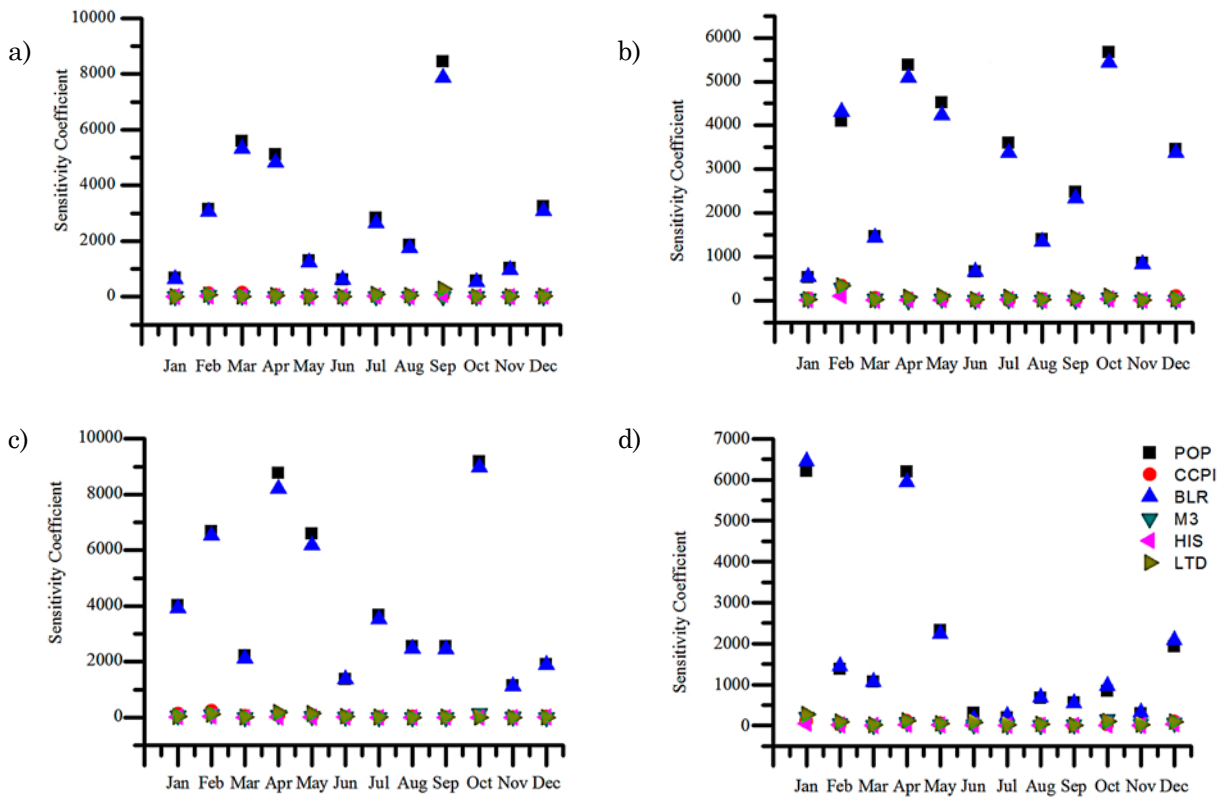 a)
10000
8000
6000
4000
2000
0
Sensitivity Coefficient
Jan Feb Mar Apr May Jun Jul Aug Sep Oct Nov Dec
b)
6000
5000
4000
3000
2000
1000
0
Sensitivity Coefficient
Jan Feb Mar Apr May Jun Jul Aug Sep Oct Nov Dec
c)
10000
8000
6000
4000
2000
0
Sensitivity Coefficient
Jan Feb Mar Apr May Jun Jul Aug Sep Oct Nov Dec
d)
7000
6000
5000
4000
3000
2000
1000
0
Sensitivity Coefficient
Jan Feb Mar Apr May Jun Jul Aug Sep Oct Nov Dec
POP
CCPI
BLR
M3
HIS
LTD